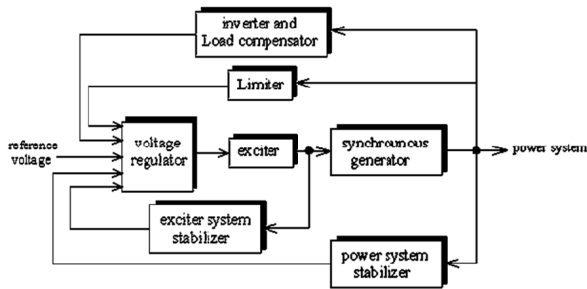 inverter and
Load compensator
Limiter
reference
voltage
voltage
regulator
exciter
synchrounous
generator
power system
exciter system
stabilizer
power system
stabilizer